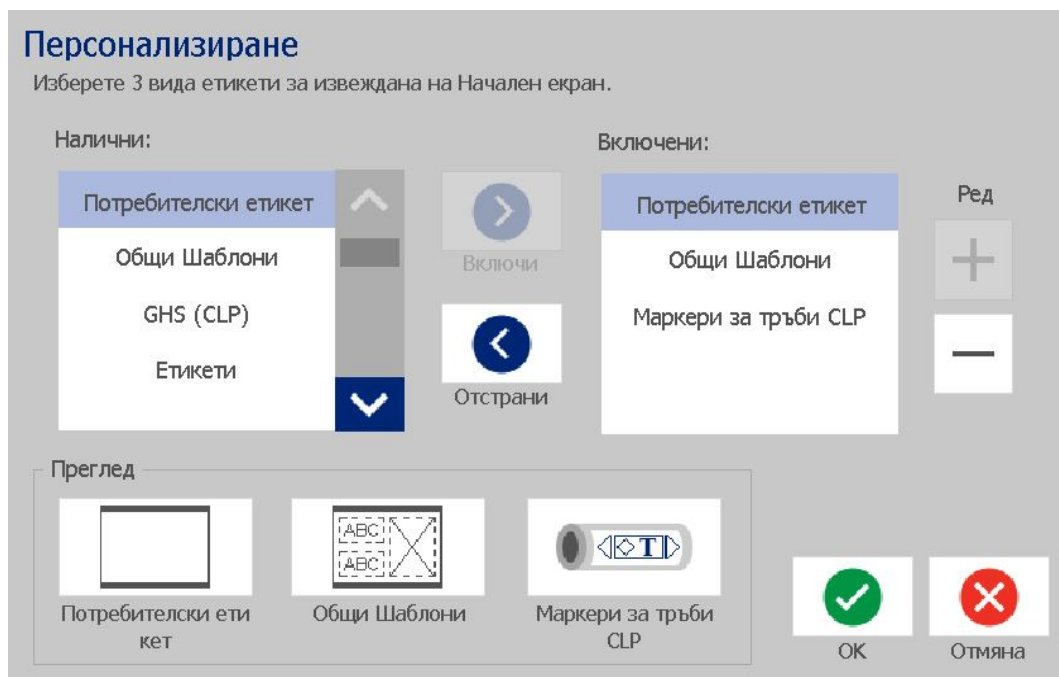 Персонализиране
Изберете 3 вида етикети за извеждана на Начален екран.
Налични:
Потребителски етикет
Общи Шаблони
GHS (CLP)
Етикети
Включи
Отстрани
Включени:
Потребителски етикет
Общи Шаблони
Маркери за тръби CLP
Ред
Преглед
Потребителски ети
кет
ABC
ABC
Общи Шаблони
T
Маркери за тръби
CLP
OK
Отмяна